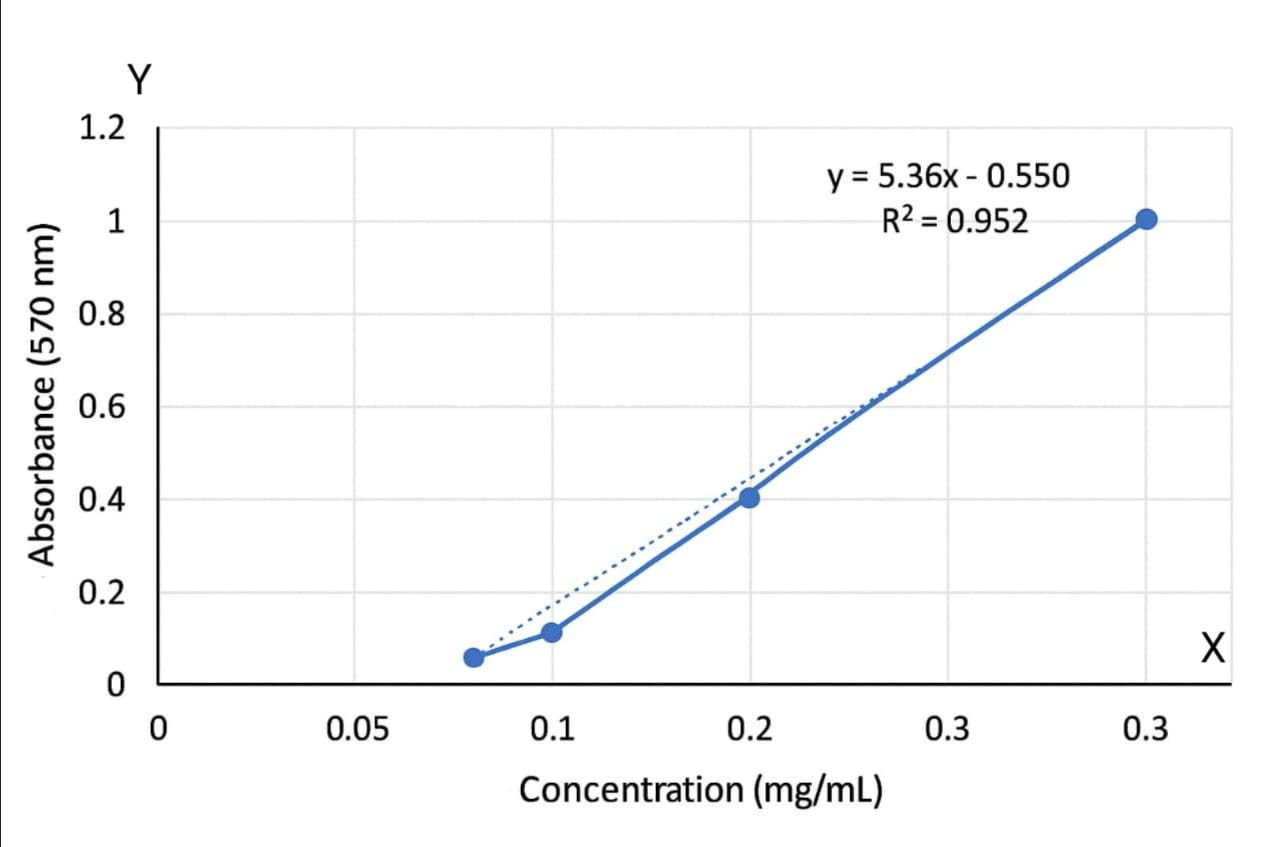 Y
1.2
1
0.8
0.6
0.4
0.2
0
y = 5.36x - 0.550
R² = 0.952
Absorbance (570 nm)
X
0 0.05 0.1 0.2 0.3 0.3
Concentration (mg/mL)